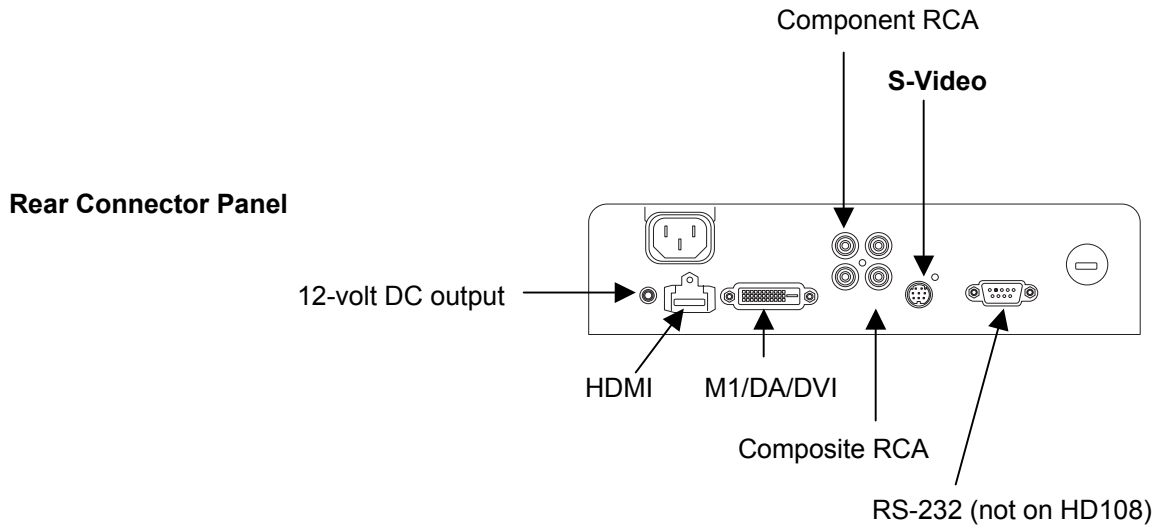 Component RCA
S-Video
Rear Connector Panel
12-volt DC output
HDMI
M1/DA/DVI
Composite RCA
RS-232 (not on HD108)